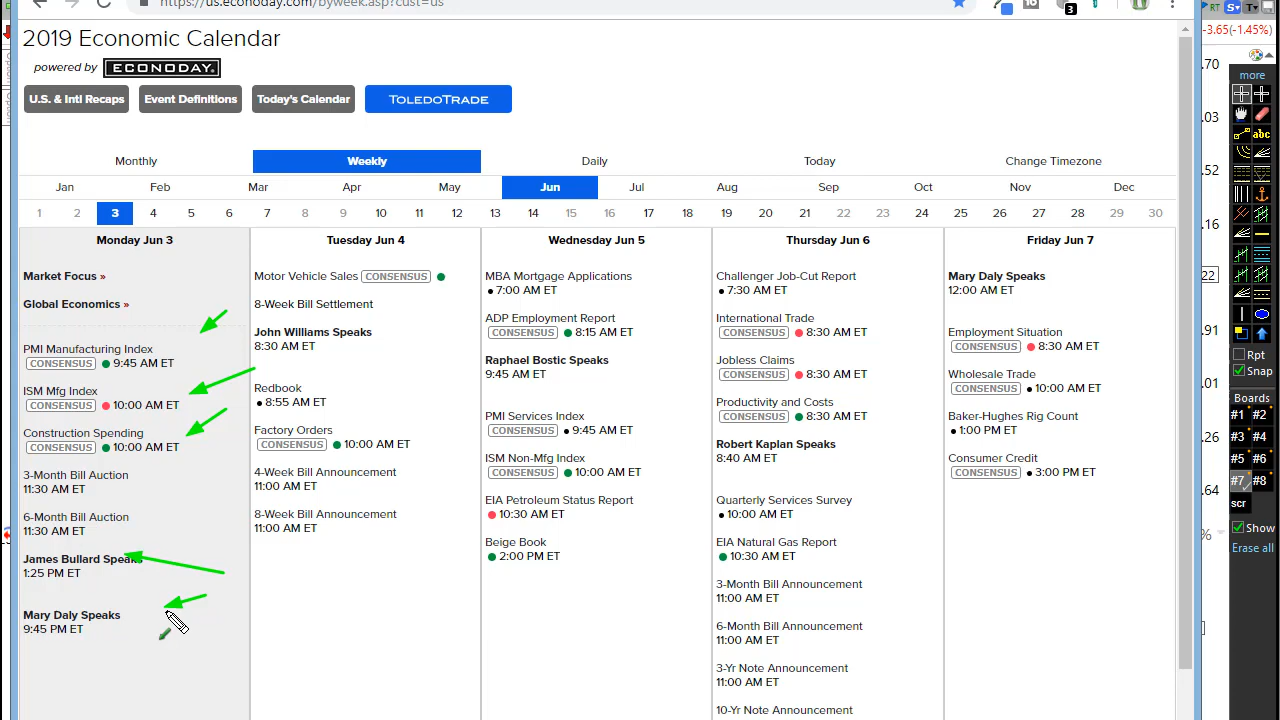 https://us.econoday.com/byweek.asp?cust=us
3
RT
S
T
-3.65(-1.45%)
2019 Economic Calendar
powered by ECONODAY
U.S. & Intl Recaps Event Definitions Today's Calendar TOLEDOTRADE
Monthly Weekly Daily Today Change Timezone
Jan Feb Mar Apr May Jun Jul Aug Sep Oct Nov Dec
1 2 3 4 5 6 7 8 9 10 11 12 13 14 15 16 17 18 19 20 21 22 23 24 25 26 27 28 29 30
Monday Jun 3
Market Focus »
Global Economics »
PMI Manufacturing Index
CONSENSUS 9:45 AM ET
ISM Mfg Index
CONSENSUS 10:00 AM ET
Construction Spending
CONSENSUS 10:00 AM ET
3-Month Bill Auction
11:30 AM ET
6-Month Bill Auction
11:30 AM ET
James Bullard Speaks
1:25 PM ET
Mary Daly Speaks
9:45 PM ET
Tuesday Jun 4
Motor Vehicle Sales CONSENSUS
8-Week Bill Settlement
John Williams Speaks
8:30 AM ET
Redbook
8:55 AM ET
Factory Orders
CONSENSUS 10:00 AM ET
4-Week Bill Announcement
11:00 AM ET
8-Week Bill Announcement
11:00 AM ET
Wednesday Jun 5
MBA Mortgage Applications
7:00 AM ET
ADP Employment Report
CONSENSUS 8:15 AM ET
Raphael Bostic Speaks
9:45 AM ET
PMI Services Index
CONSENSUS 9:45 AM ET
ISM Non-Mfg Index
CONSENSUS 10:00 AM ET
EIA Petroleum Status Report
10:30 AM ET
Beige Book
2:00 PM ET
Thursday Jun 6
Challenger Job-Cut Report
7:30 AM ET
International Trade
CONSENSUS 8:30 AM ET
Jobless Claims
CONSENSUS 8:30 AM ET
Productivity and Costs
CONSENSUS 8:30 AM ET
Robert Kaplan Speaks
8:40 AM ET
Quarterly Services Survey
10:00 AM ET
EIA Natural Gas Report
10:30 AM ET
3-Month Bill Announcement
11:00 AM ET
6-Month Bill Announcement
11:00 AM ET
3-Yr Note Announcement
11:00 AM ET
10-Yr Note Announcement
Friday Jun 7
Mary Daly Speaks
12:00 AM ET
Employment Situation
CONSENSUS 8:30 AM ET
Wholesale Trade
CONSENSUS 10:00 AM ET
Baker-Hughes Rig Count
1:00 PM ET
Consumer Credit
CONSENSUS 3:00 PM ET
.70
.03
.52
.16
22
.91
.01
.26
.64
%
more
abc
Rpt
Snap
Boards
#1 #2
#3 #4
#5 #6
#7 #8
scr
Show
Erase all